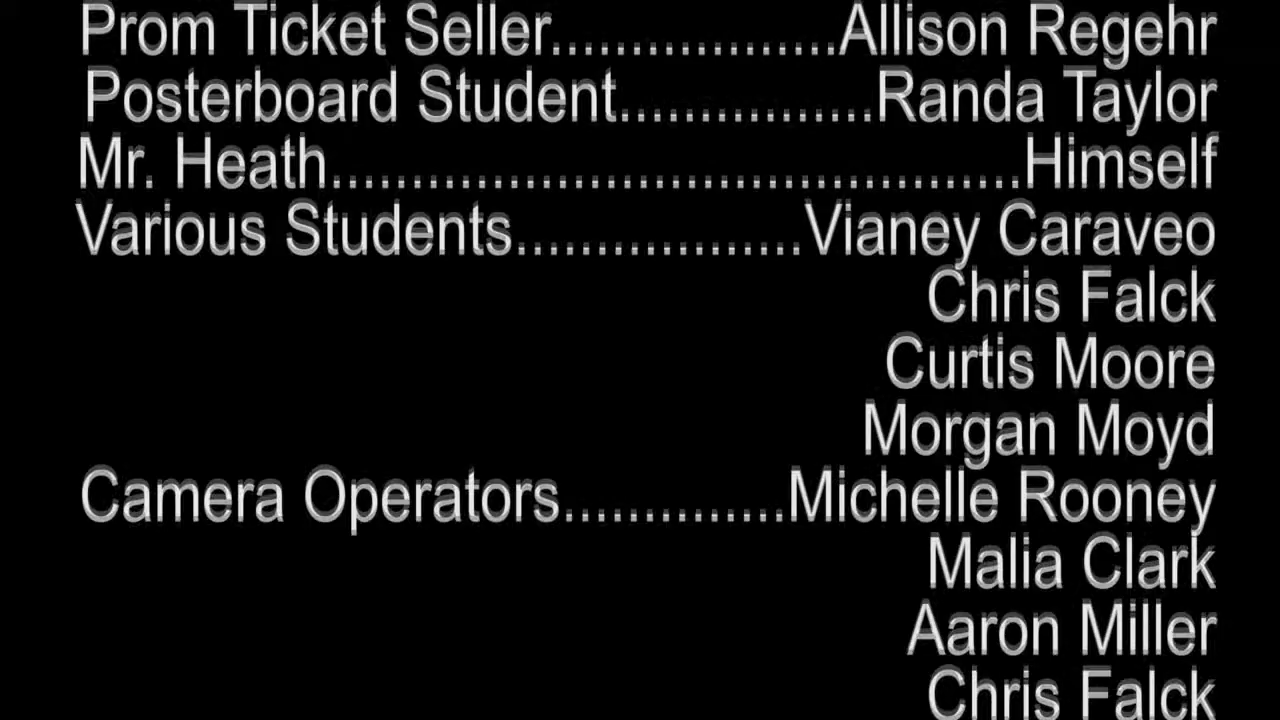 Prom Ticket Seller..................Allison Regehr
Posterboard Student................Randa Taylor
Mr. Heath...........................................Himself
Various Students..................Vianey Caraveo
Chris Falck
Curtis Moore
Morgan Moyd
Camera Operators..............Michelle Rooney
Malia Clark
Aaron Miller
Chris Falck